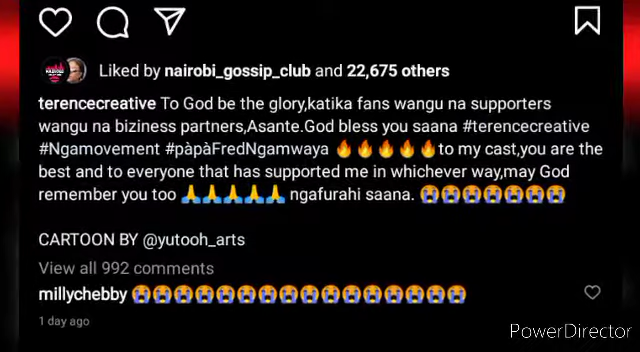 Liked by nairobi_gossip_club and 22,675 others
terencecreative To God be the glory,katika fans wangu na supporters
wangu na biziness partners,Asante.God bless you saana #terencecreative
#Ngamovement #pàpàFredNgamwaya 🔥🔥🔥🔥🔥to my cast,you are the
best and to everyone that has supported me in whichever way,may God
remember you too 🙏🙏🙏🙏🙏 ngafurahi saana. 😭😭😭😭😭😭😭
CARTOON BY @yutooh_arts
View all 992 comments
millychebby 😭😭😭😭😭😭😭😭😭😭😭😭😭😭😭😭
1 day ago
PowerDirector